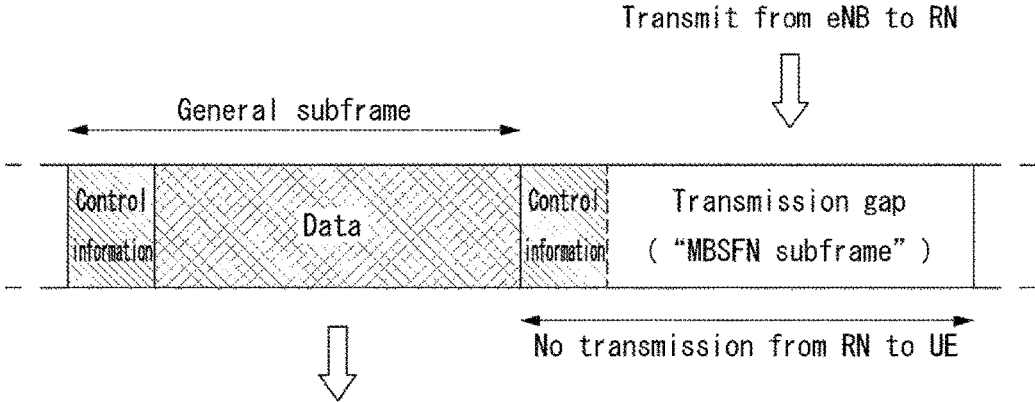 Transmit from eNB to RN
General subframe
Control
information
Data
Control
information
Transmission gap
( “MBSFN subframe” )
No transmission from RN to UE